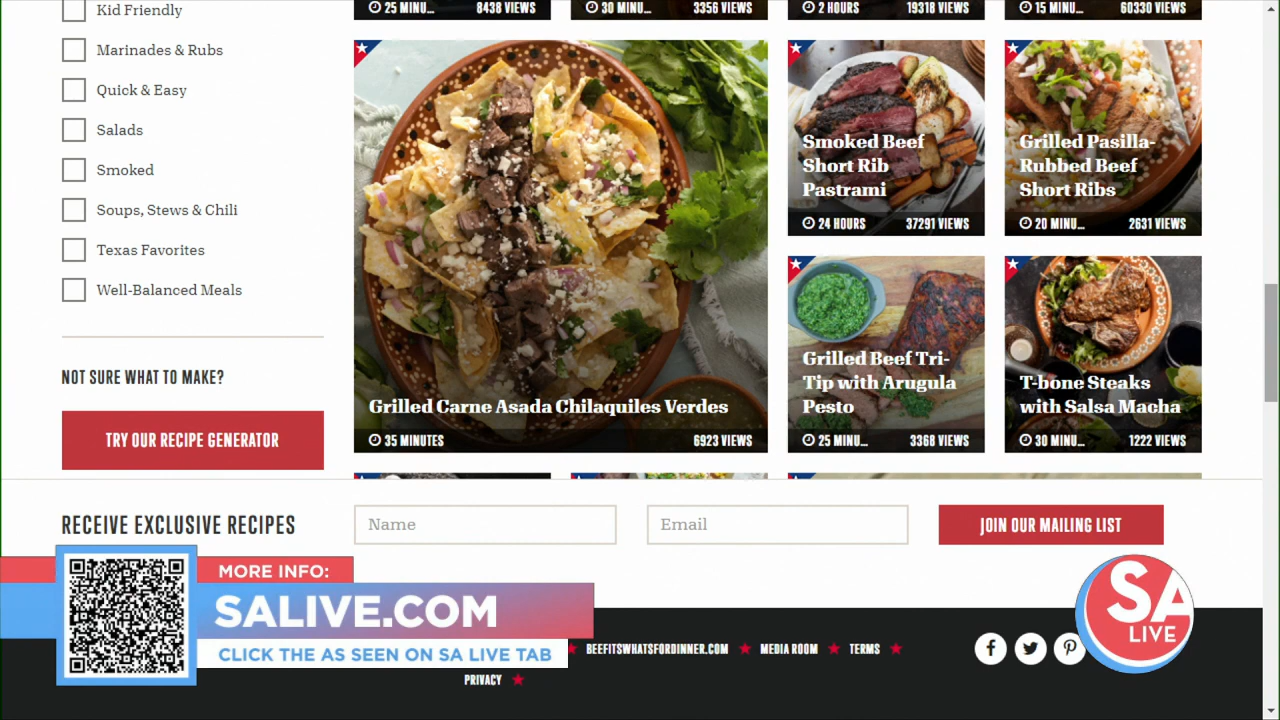 Kid Friendly
Marinades & Rubs
Quick & Easy
Salads
Smoked
Soups, Stews & Chili
Texas Favorites
Well-Balanced Meals
NOT SURE WHAT TO MAKE?
TRY OUR RECIPE GENERATOR
25 MINU... 8438 VIEWS
30 MINU... 3356 VIEWS
2 HOURS 19318 VIEWS
15 MINU... 60330 VIEWS
Grilled Carne Asada Chilaquiles Verdes
35 MINUTES 6923 VIEWS
Smoked Beef
Short Rib
Pastrami
24 HOURS 37291 VIEWS
Grilled Pasilla-
Rubbed Beef
Short Ribs
20 MINU... 2631 VIEWS
Grilled Beef Tri-
Tip with Arugula
Pesto
25 MINU... 3368 VIEWS
T-bone Steaks
with Salsa Macha
30 MINU... 1222 VIEWS
RECEIVE EXCLUSIVE RECIPES
Name
Email
JOIN OUR MAILING LIST
MORE INFO:
SALIVE.COM
CLICK THE AS SEEN ON SA LIVE TAB
BEEFITSWHATSFORDINNER.COM MEDIA ROOM TERMS
PRIVACY
SA
LIVE